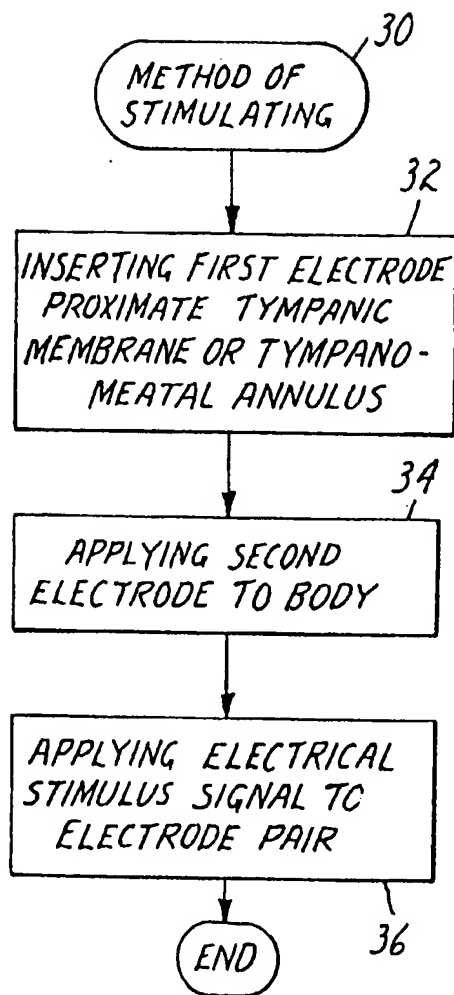 30
METHOD OF
STIMULATING
32
INSERTING FIRST ELECTRODE
PROXIMATE TYMPANIC
MEMBRANE OR TYMPANO-
MEATAL ANNULUS
34
APPLYING SECOND
ELECTRODE TO BODY
APPLYING ELECTRICAL
STIMULUS SIGNAL TO
ELECTRODE PAIR
36
END